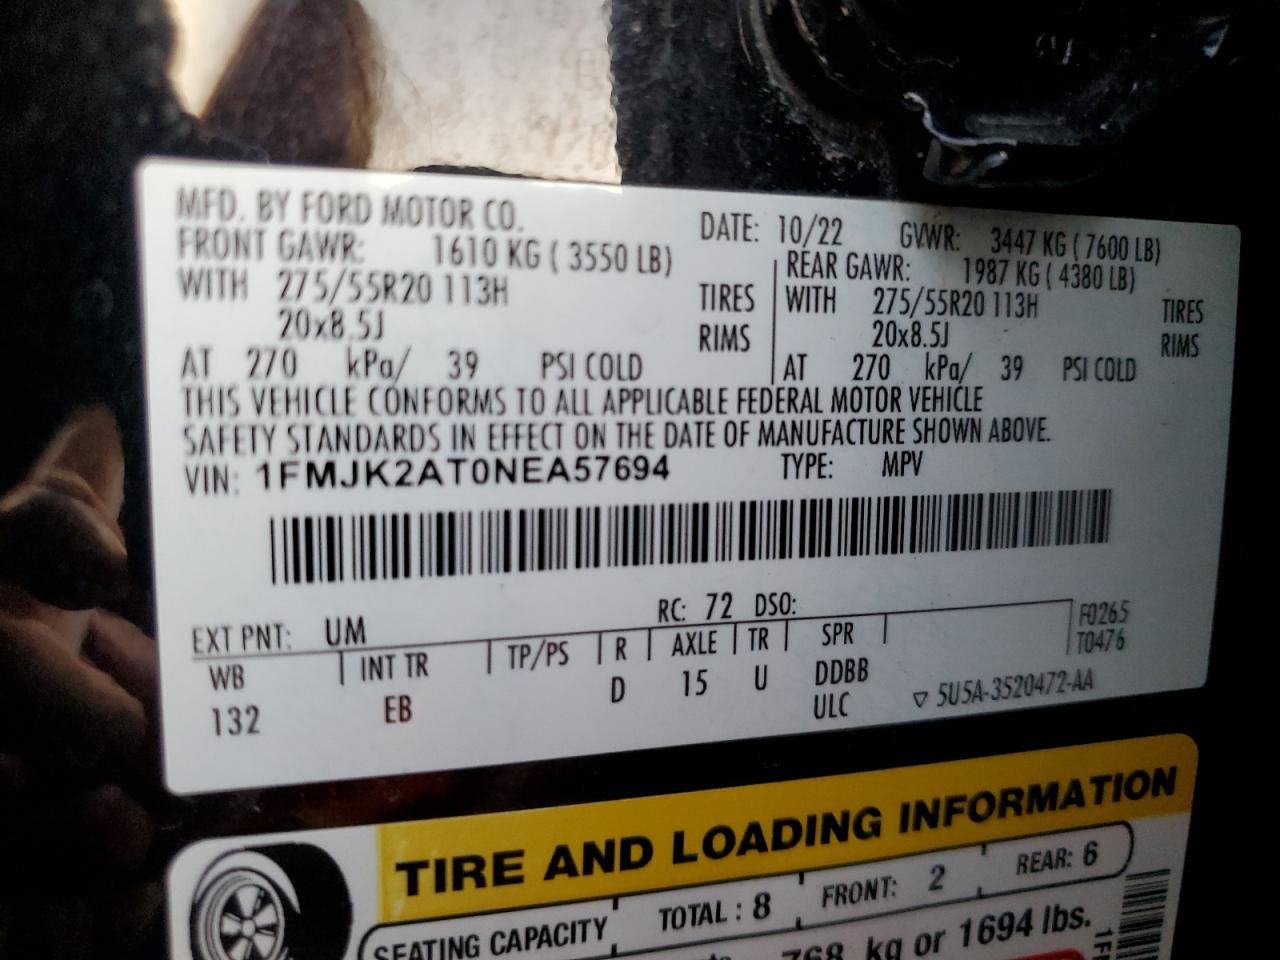 MFD. BY FORD MOTOR CO. DATE: 10/22 GVWR: 3447 KG ( 7600 LB)
FRONT GAWR: 1610 KG ( 3550 LB) REAR GAWR: 1987 KG ( 4380 LB)
WITH 275/55R20 113H TIRES WITH 275/55R20 113H TIRES
20x8.5J RIMS 20x8.5J RIMS
AT 270 kPa/ 39 PSI COLD AT 270 kPa/ 39 PSI COLD
THIS VEHICLE CONFORMS TO ALL APPLICABLE FEDERAL MOTOR VEHICLE
SAFETY STANDARDS IN EFFECT ON THE DATE OF MANUFACTURE SHOWN ABOVE.
VIN: 1FMJK2AT0NEA57694 TYPE: MPV
EXT PNT: UM RC: 72 DSO: F0265
WB INT TR TP/PS R AXLE TR SPR T0476
132 EB D 15 U DDBB
ULC 5U5A-3520472-AA
TIRE AND LOADING INFORMATION
SEATING CAPACITY TOTAL : 8 FRONT: 2 REAR: 6
768 kg or 1694 lbs.